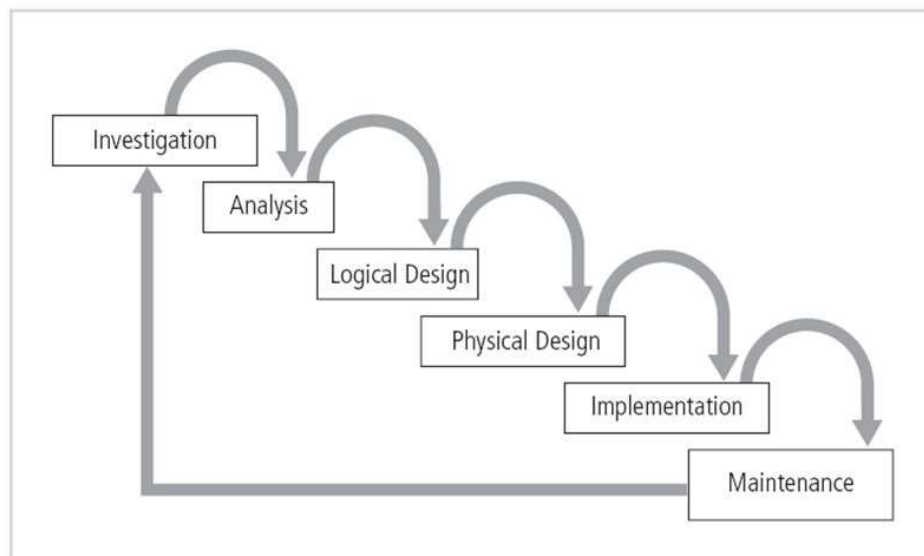 Investigation
Analysis
Logical Design
Physical Design
Implementation
Maintenance